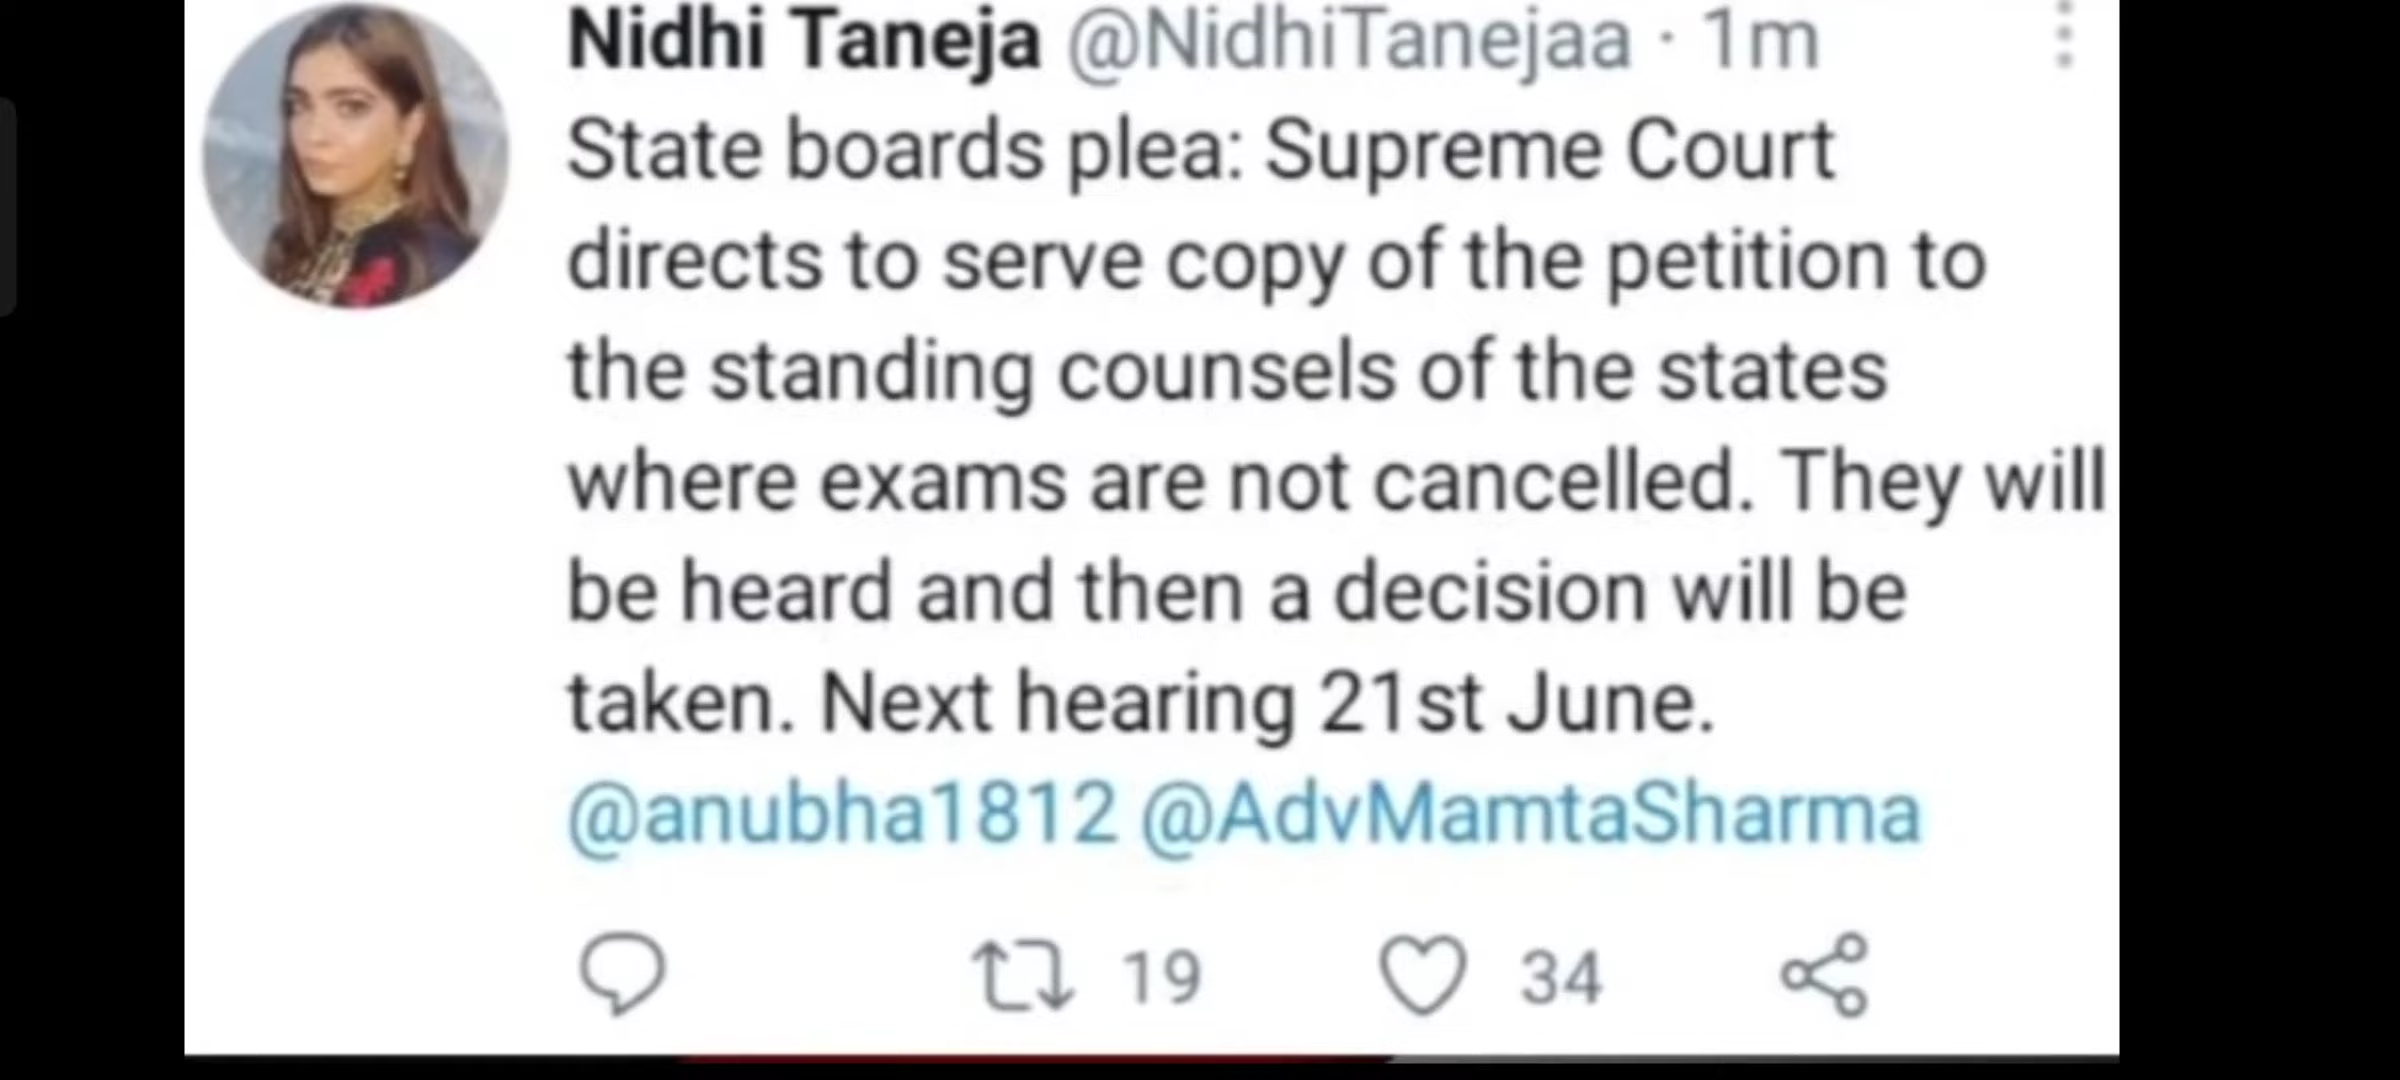 Nidhi Taneja @NidhiTanejaa · 1m
State boards plea: Supreme Court
directs to serve copy of the petition to
the standing counsels of the states
where exams are not cancelled. They will
be heard and then a decision will be
taken. Next hearing 21st June.
@anubha1812 @AdvMamtaSharma
19 34